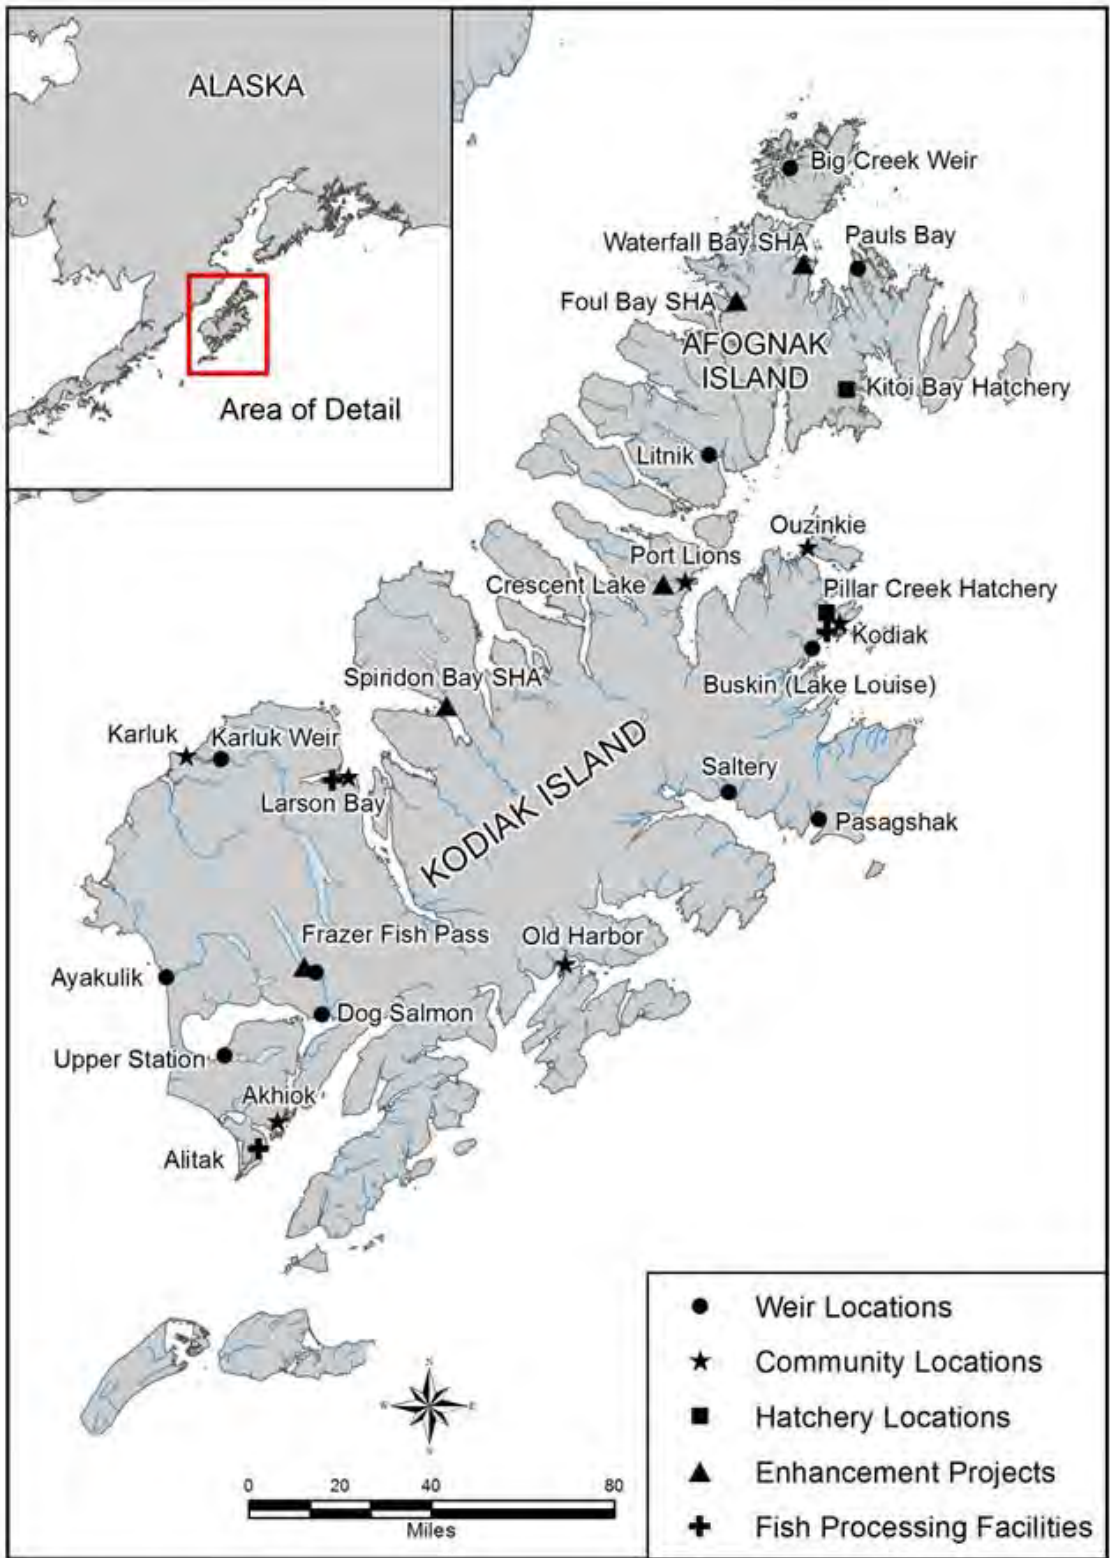 ALASKA
Area of Detail
Big Creek Weir
Waterfall Bay SHA
Pauls Bay
Foul Bay SHA
AFOGNAK
ISLAND
Kitoi Bay Hatchery
Litnik
Ouzinkie
Port Lions
Crescent Lake
Pillar Creek Hatchery
Kodiak
Buskin (Lake Louise)
Spiridon Bay SHA
Karluk
Karluk Weir
KODIAK ISLAND
Saltery
Larson Bay
Pasagshak
Frazer Fish Pass
Old Harbor
Ayakulik
Dog Salmon
Upper Station
Akhiok
Alitak
N
W
E
S
0 20 40 80
Miles
Weir Locations
Community Locations
Hatchery Locations
Enhancement Projects
Fish Processing Facilities